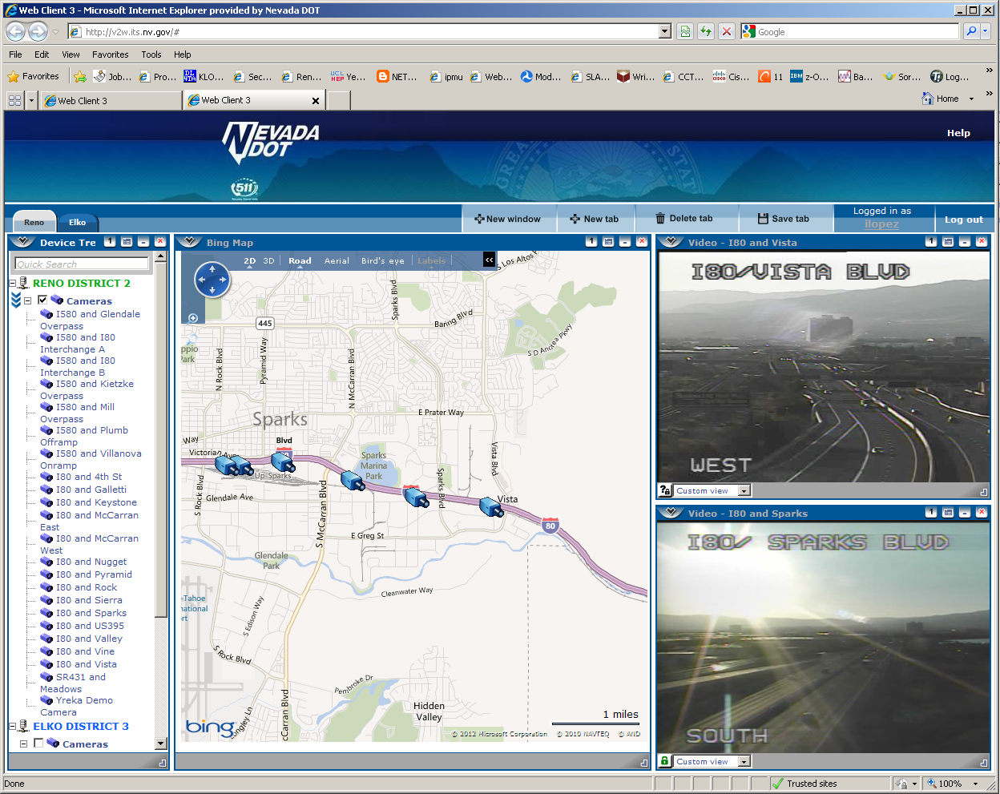 Web Client 3 - Microsoft Internet Explorer provided by Nevada DOT
http://v2w.its.nv.gov/#
Google
File Edit View Favorites Tools Help
Favorites Job... Pro... DLVTA KLO... Sec... Ren... UCL HEP Ye... NET... ipmu Web... Mod... SLA... Wri... CCT... cisco Cis... 11 IBM z-O... Ba... Sor... Log...
Web Client 3
Web Client 3
Home
NEVADA DOT
511
Help
Reno
Elko
New window
New tab
Delete tab
Save tab
Logged in as
ilopez
Log out
Device Tre
Quick Search
RENO DISTRICT 2
Cameras
I580 and Glendale
Overpass
I580 and I80
Interchange A
I580 and I80
Interchange B
I580 and Kietzke
Overpass
I580 and Mill
Overpass
I580 and Plumb
Offramp
I580 and Villanova
Onramp
I80 and 4th St
I80 and Galletti
I80 and Keystone
I80 and McCarran
East
I80 and McCarran
West
I80 and Nugget
I80 and Pyramid
I80 and Rock
I80 and Sierra
I80 and Sparks
I80 and US395
I80 and Valley
I80 and Vine
I80 and Vista
SR431 and
Meadows
Yreka Demo
Camera
ELKO DISTRICT 3
Cameras
Bing Map
2D 3D Road Aerial Bird's eye Labels
S Los Altos P
Sparks Blvd
Baring Blvd
445
S D Andrea Pkwy
ppio
Park
N Rock Blvd
Pyramid Way
N McCarran Blvd
E Prater Way
Sparks
Way
Blvd
Victorian Ave
Sparks
Marina
Park
Vista Blvd
Up-Sparks
S Rock Blvd
Glendale Ave
S McCarran Blvd
Sparks Blvd
Vista
80
E Greg St
Glendale
Park
Cleanwater Way
-Tahoe
national
ort
S Edison Way
S Rock Blvd
Pembroke Dr
Hidden
Valley
Longley Ln
cCarran Blvd
1 miles
bing
© 2012 Microsoft Corporation © 2010 NAVTEQ © AND
Video - I80 and Vista
I80/VISTA BLVD
WEST
Custom view
Video - I80 and Sparks
I80/ SPARKS BLVD
SOUTH
Custom view
Done
Trusted sites
100%